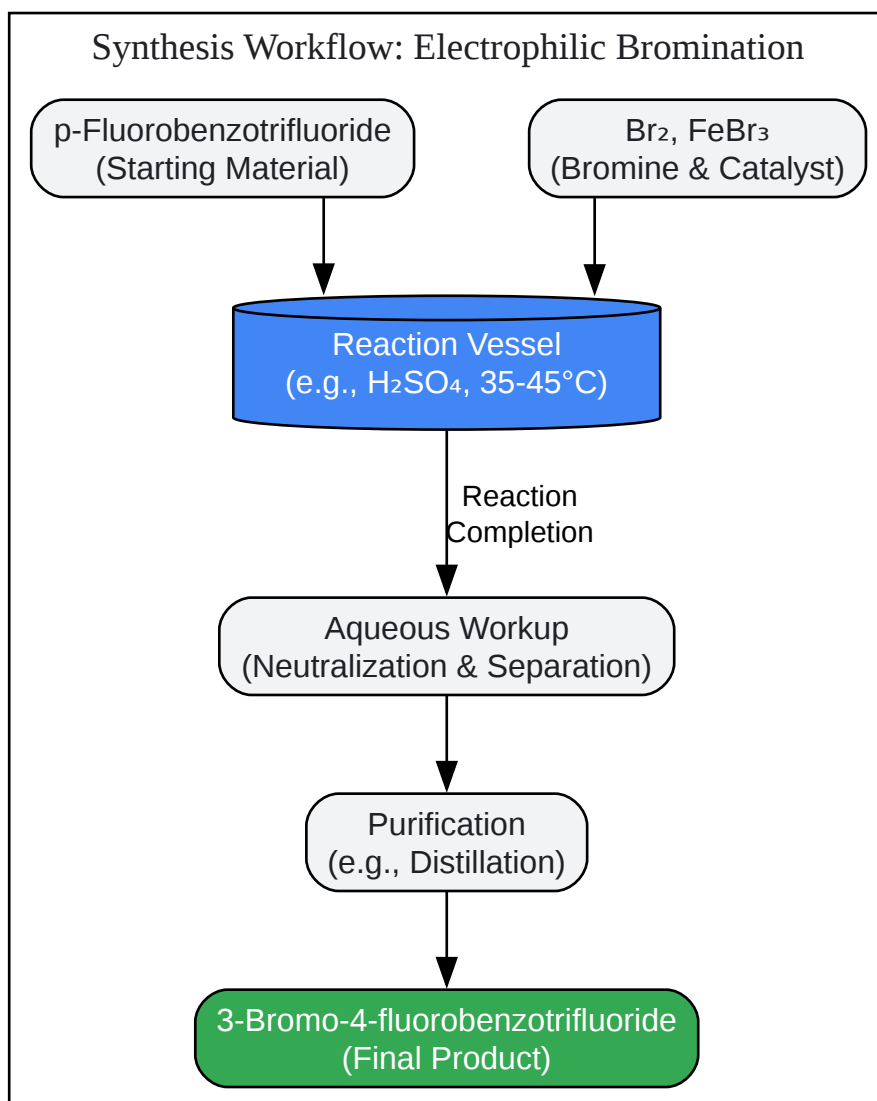 Synthesis Workflow: Electrophilic Bromination
p-Fluorobenzotrifluoride
(Starting Material)
Br₂, FeBr₃
(Bromine & Catalyst)
Reaction Vessel
(e.g., H₂SO₄, 35-45°C)
Reaction
Completion
Aqueous Workup
(Neutralization & Separation)
Purification
(e.g., Distillation)
3-Bromo-4-fluorobenzotrifluoride
(Final Product)